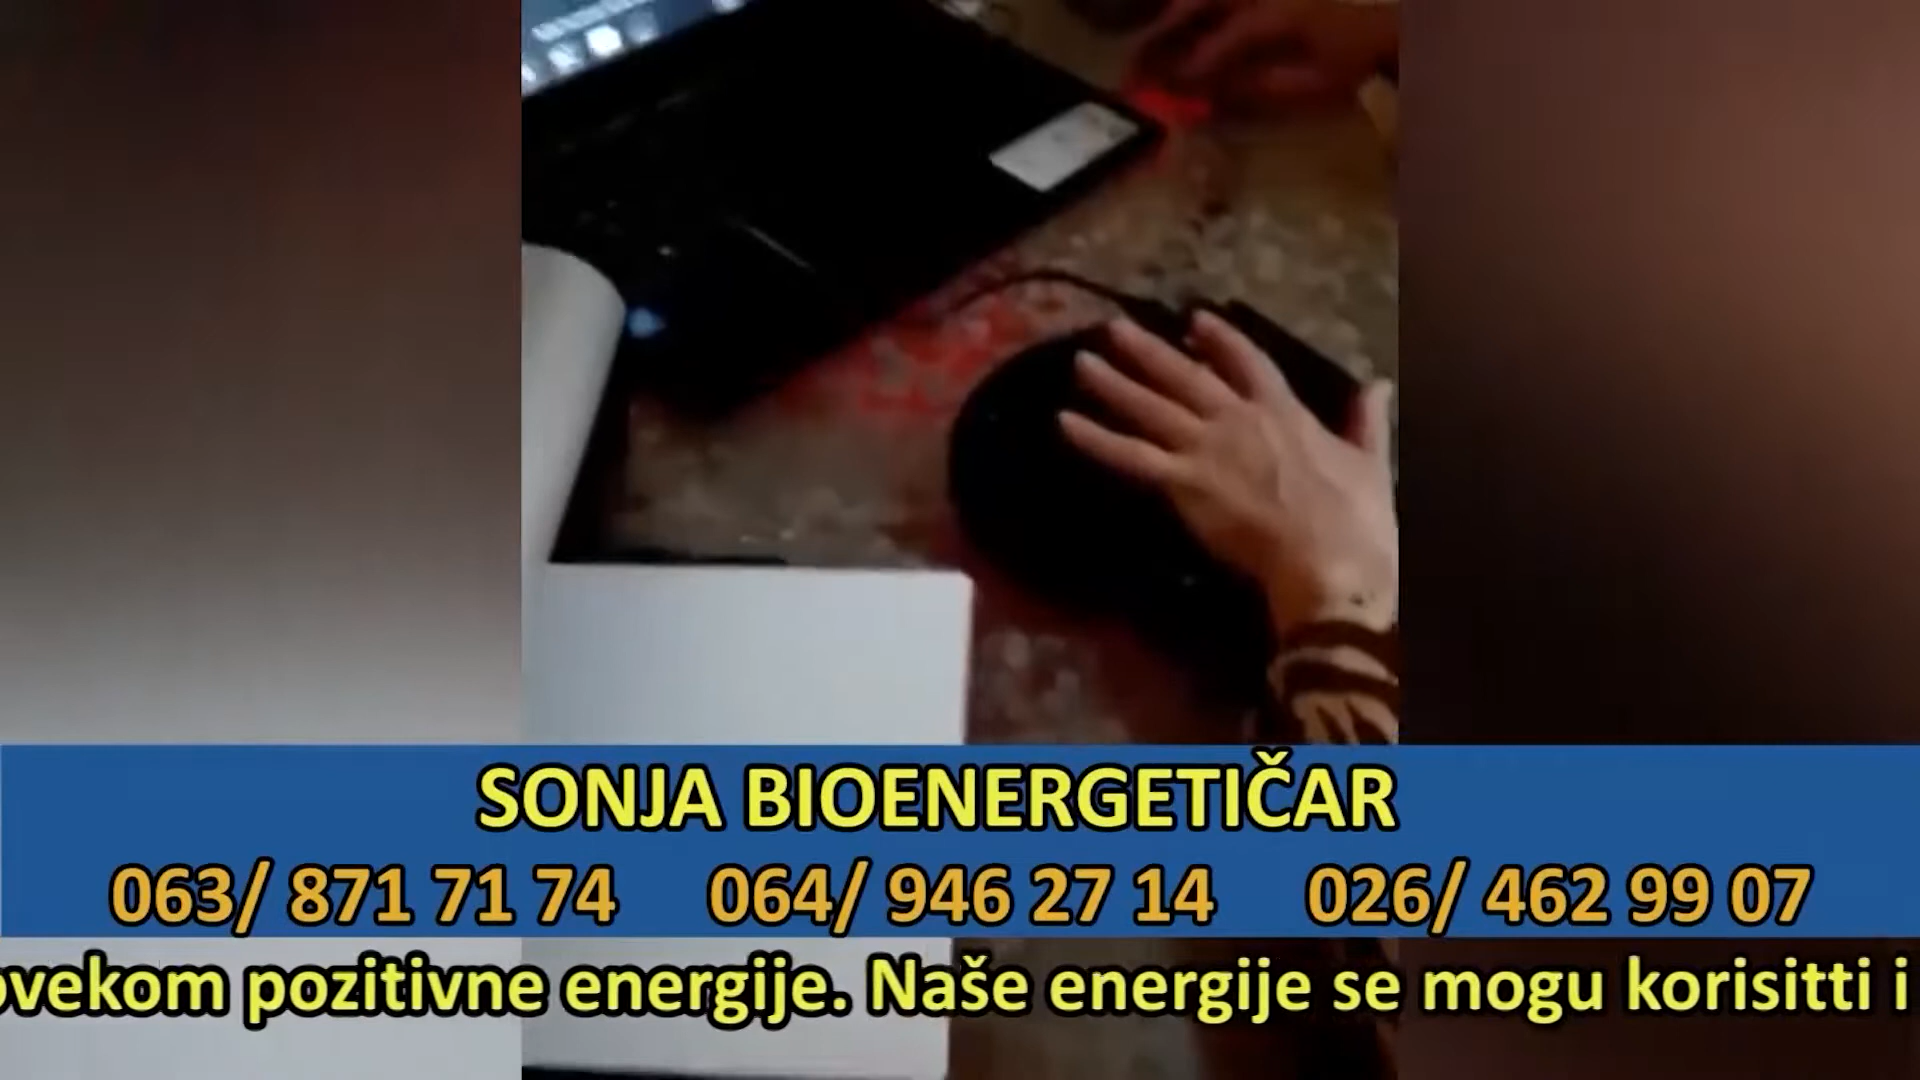 SONJA BIOENERGETIČAR
063/ 871 71 74 064/ 946 27 14 026/ 462 99 07
ovekom pozitivne energije. Naše energije se mogu korisitti i